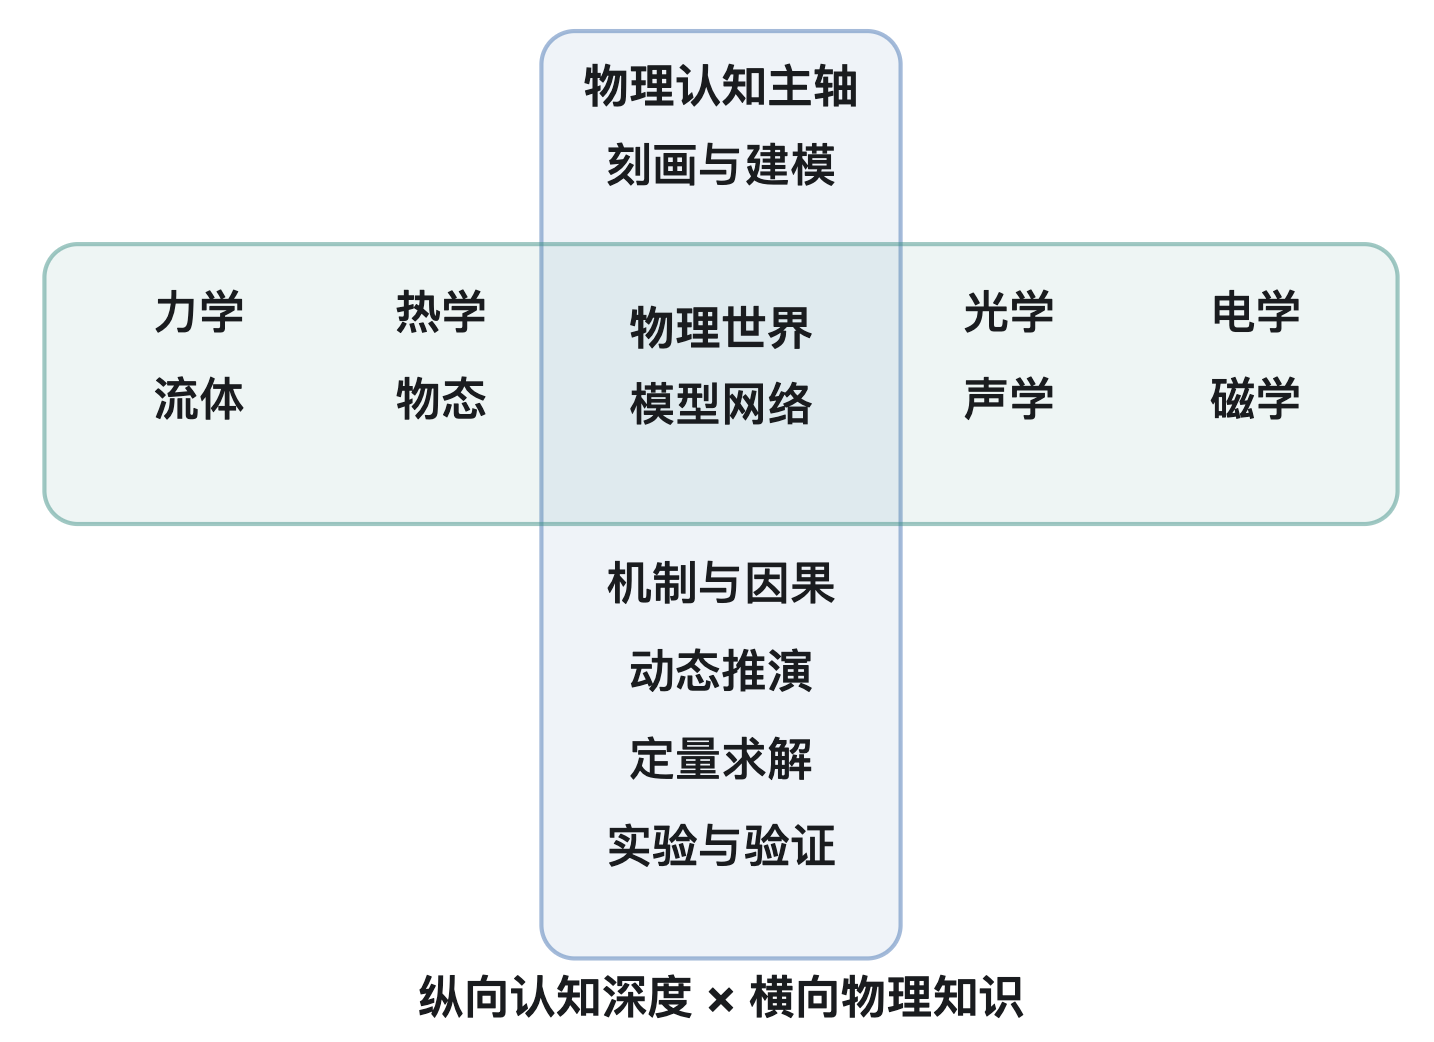 物理认知主轴
刻画与建模
力学 热学 物理世界 光学 电学
流体 物态 模型网络 声学 磁学
机制与因果
动态推演
定量求解
实验与验证
纵向认知深度 × 横向物理知识